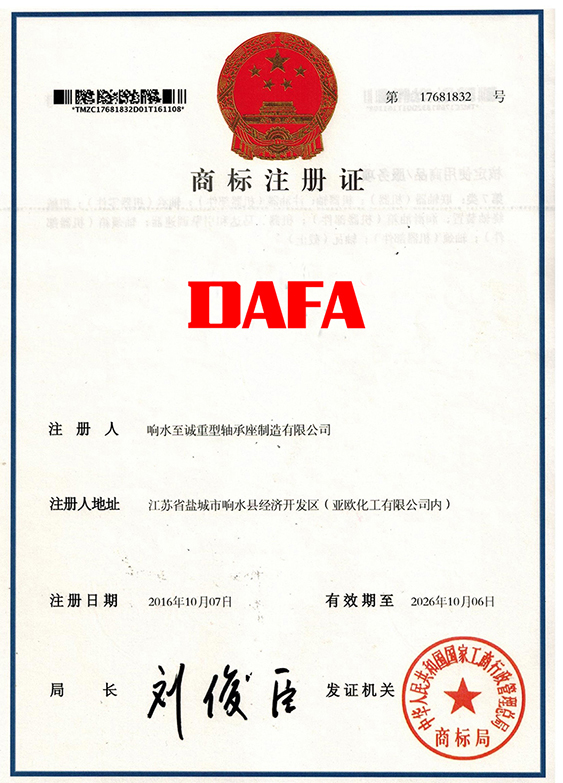 *TMZC17681832D01T161108*
第 17681832 号
商标注册证
DAFA
注册人 响水至诚重型轴承座制造有限公司
注册人地址 江苏省盐城市响水县经济开发区（亚欧化工有限公司内）
注册日期 2016年10月07日 有效期至 2026年10月06日
局长 刘俊臣 发证机关
中华人民共和国国家工商行政管理总局
商标局